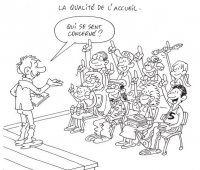 LA QUALITÉ DE L'ACCUEIL.
QUI SE SENT
CONCERNÉ ?